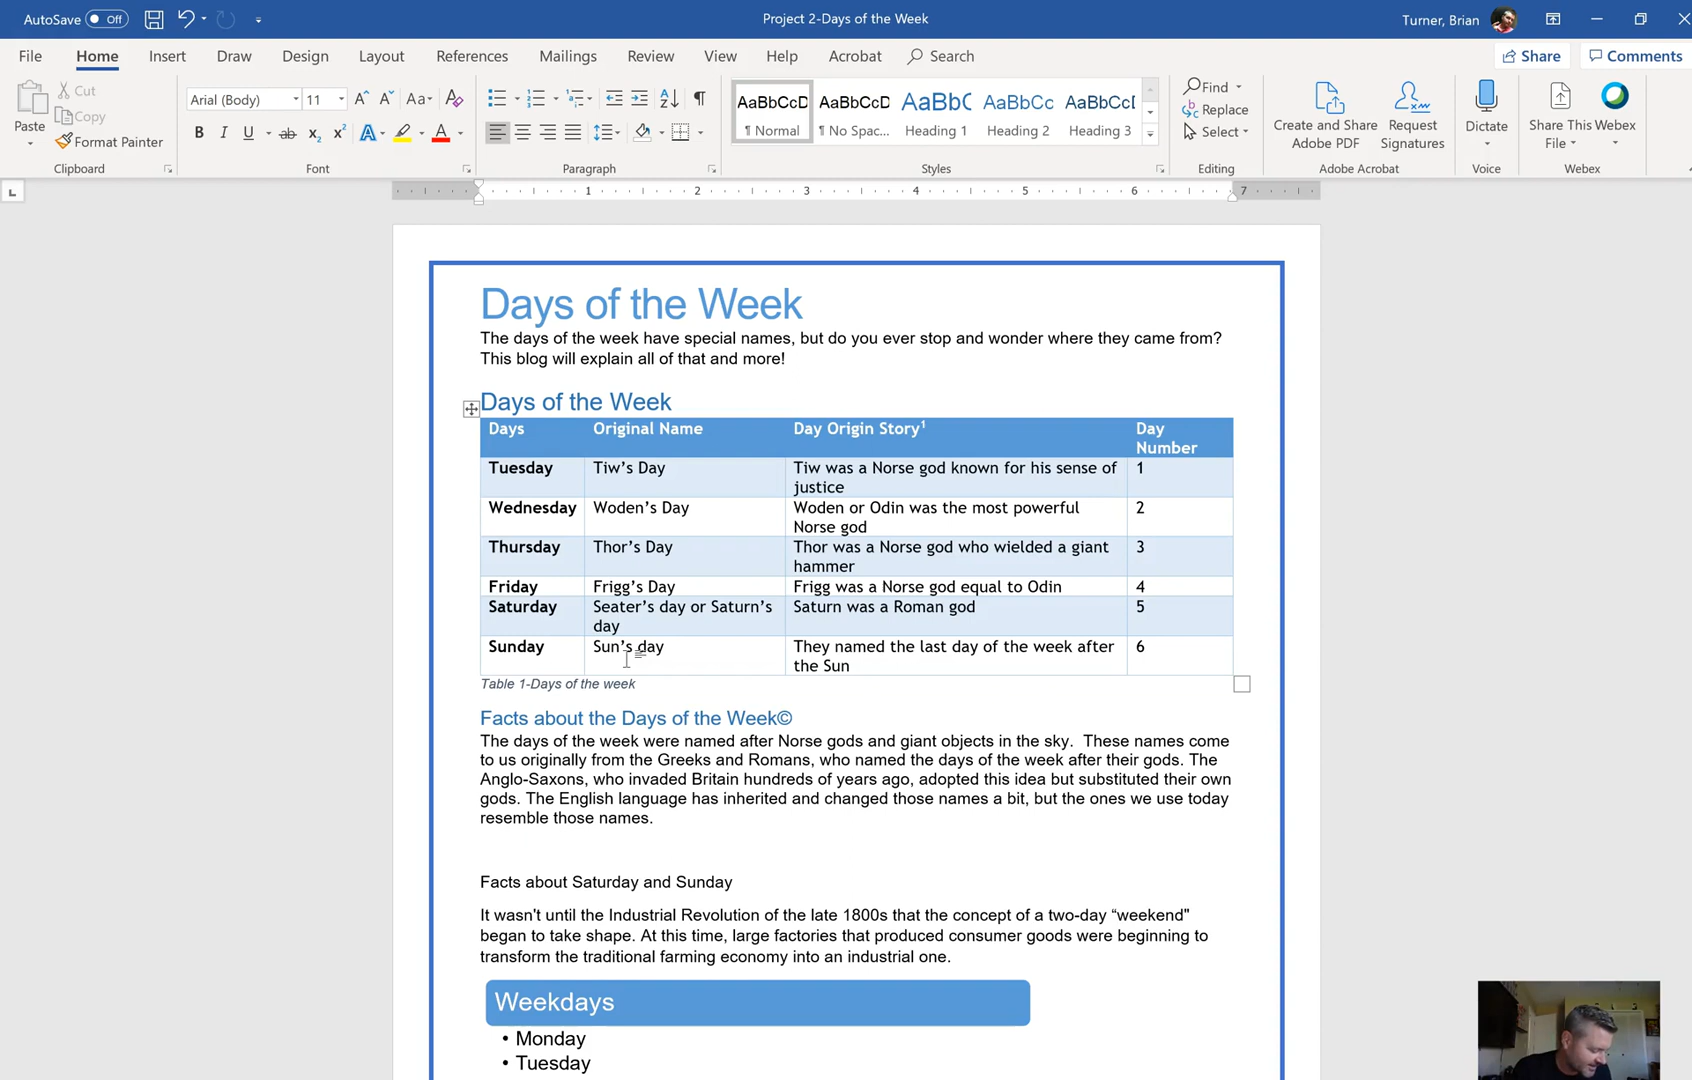 AutoSave Off
Project 2-Days of the Week
Turner, Brian
File Home Insert Draw Design Layout References Mailings Review View Help Acrobat Search Share Comments
Paste
Cut
Copy
Format Painter
Clipboard
Arial (Body) 11
Font
Paragraph
AaBbCcD
¶ Normal
AaBbCcD
¶ No Spac...
AaBbC
Heading 1
AaBbCc
Heading 2
AaBbCcD
Heading 3
Styles
Find
Replace
Select
Editing
Create and Share
Adobe PDF
Request
Signatures
Adobe Acrobat
Dictate
Voice
Share This
File
Webex
Webex
1 2 3 4 5 6 7
Days of the Week
The days of the week have special names, but do you ever stop and wonder where they came from?
This blog will explain all of that and more!
Days of the Week
Days Original Name Day Origin Story¹ Day
Number
Tuesday Tiw’s Day Tiw was a Norse god known for his sense of 1
justice
Wednesday Woden’s Day Woden or Odin was the most powerful 2
Norse god
Thursday Thor’s Day Thor was a Norse god who wielded a giant 3
hammer
Friday Frigg’s Day Frigg was a Norse god equal to Odin 4
Saturday Seater’s day or Saturn’s Saturn was a Roman god 5
day
Sunday Sun’s day They named the last day of the week after 6
the Sun
Table 1-Days of the week
Facts about the Days of the Week©
The days of the week were named after Norse gods and giant objects in the sky.  These names come
to us originally from the Greeks and Romans, who named the days of the week after their gods. The
Anglo-Saxons, who invaded Britain hundreds of years ago, adopted this idea but substituted their own
gods. The English language has inherited and changed those names a bit, but the ones we use today
resemble those names.
Facts about Saturday and Sunday
It wasn't until the Industrial Revolution of the late 1800s that the concept of a two-day “weekend"
began to take shape. At this time, large factories that produced consumer goods were beginning to
transform the traditional farming economy into an industrial one.
Weekdays
• Monday
• Tuesday